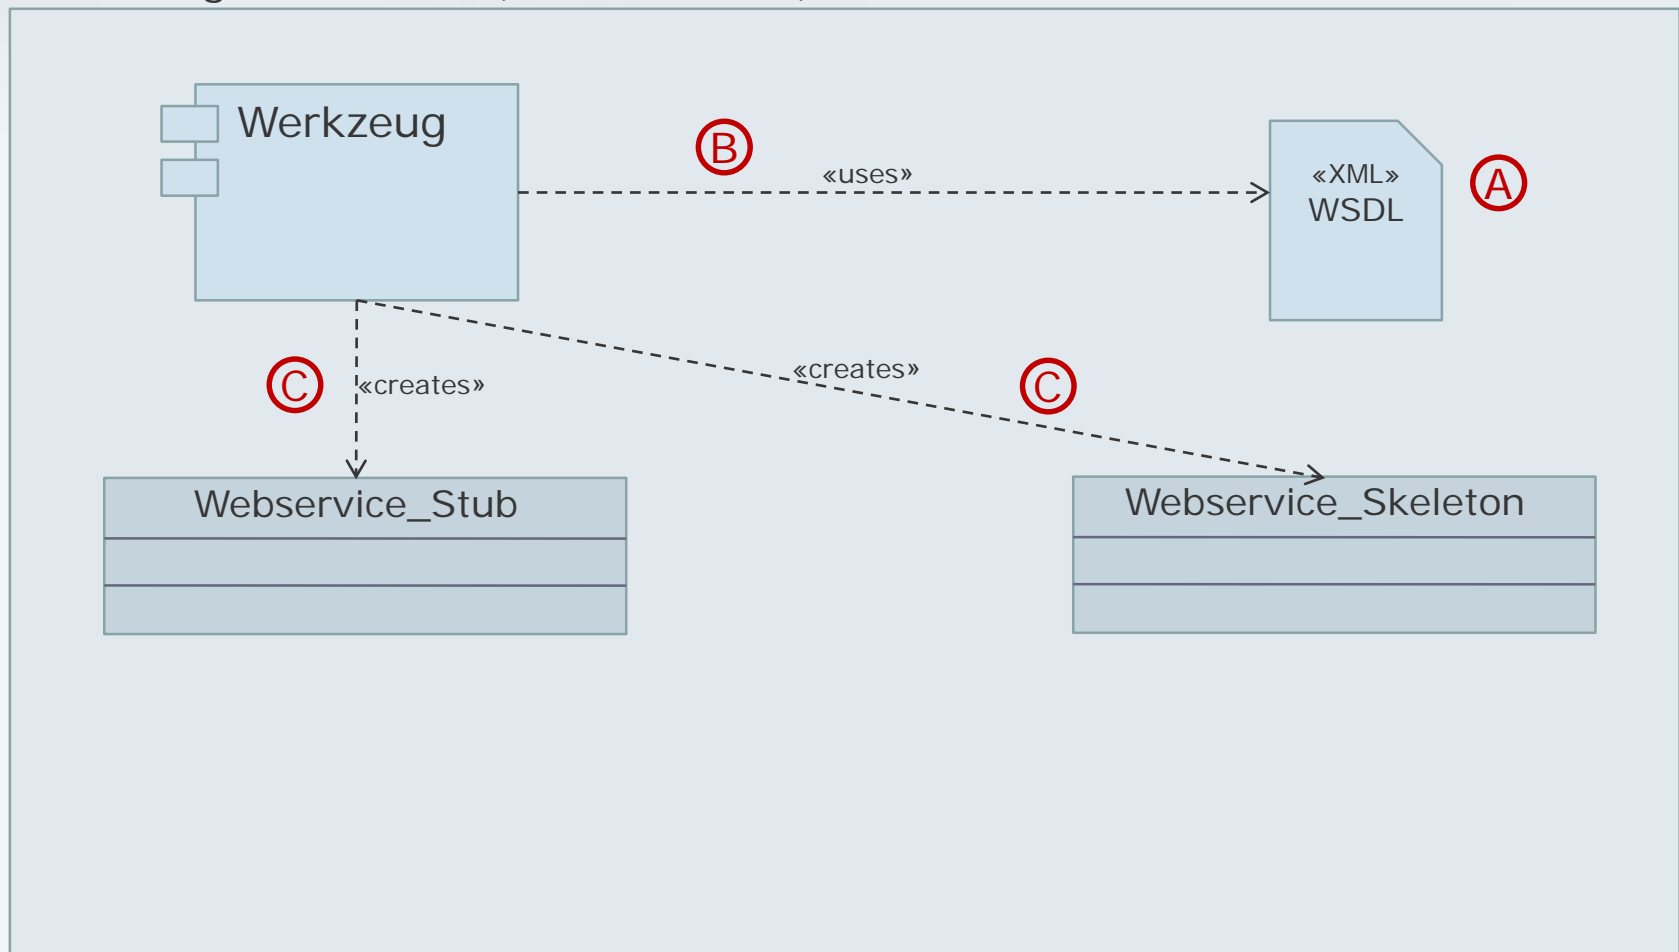 Werkzeug
B
«uses»
«XML»
WSDL
A
C
«creates»
«creates»
C
Webservice_Stub
Webservice_Skeleton